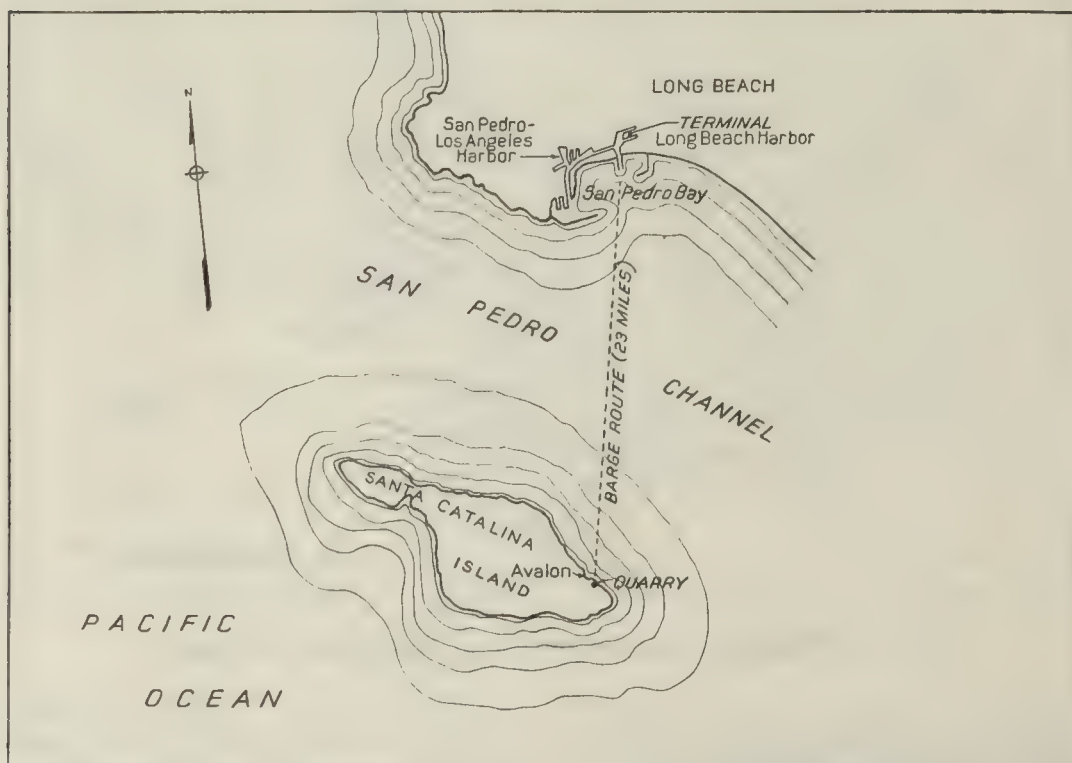 N
LONG BEACH
San Pedro-
Los Angeles
Harbor
TERMINAL
Long Beach Harbor
San Pedro Bay
SAN PEDRO
CHANNEL
BARGE ROUTE (23 MILES)
SANTA CATALINA
ISLAND
Avalon
QUARRY
PACIFIC
OCEAN